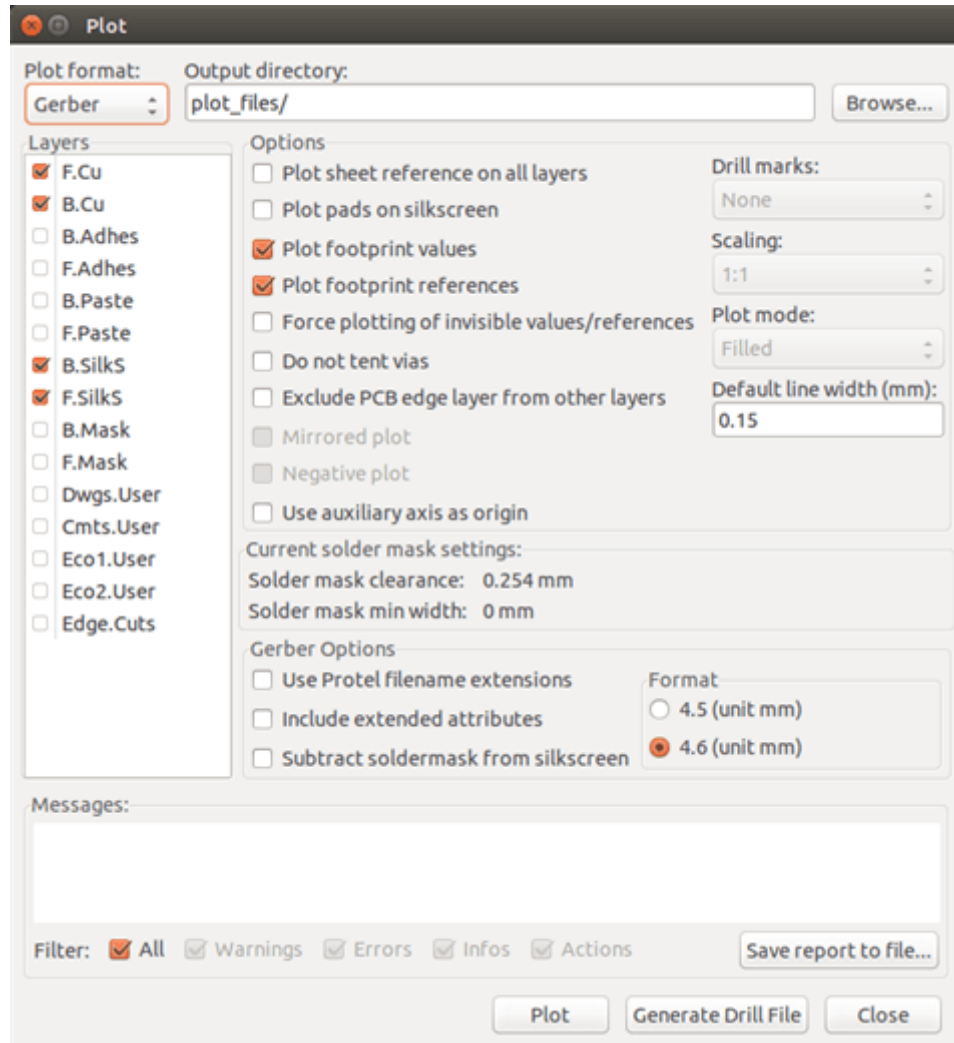 Plot
Plot format:
Output directory:
Gerber
plot_files/
Browse...
Layers
F.Cu
B.Cu
B.Adhes
F.Adhes
B.Paste
F.Paste
B.SilkS
F.SilkS
B.Mask
F.Mask
Dwgs.User
Cmts.User
Eco1.User
Eco2.User
Edge.Cuts
Options
Plot sheet reference on all layers
Plot pads on silkscreen
Plot footprint values
Plot footprint references
Force plotting of invisible values/references
Do not tent vias
Exclude PCB edge layer from other layers
Mirrored plot
Negative plot
Use auxiliary axis as origin
Drill marks:
None
Scaling:
1:1
Plot mode:
Filled
Default line width (mm):
0.15
Current solder mask settings:
Solder mask clearance: 0.254 mm
Solder mask min width: 0 mm
Gerber Options
Use Protel filename extensions
Include extended attributes
Subtract soldermask from silkscreen
Format
4.5 (unit mm)
4.6 (unit mm)
Messages:
Filter: All Warnings Errors Infos Actions
Save report to file...
Plot
Generate Drill File
Close